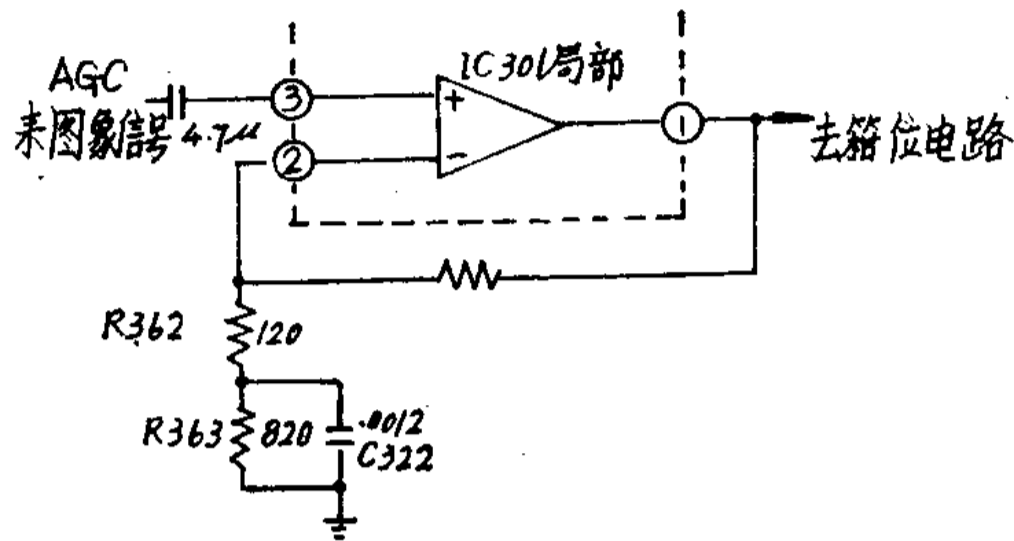 IC301局部
AGC
来图象信号 4.7μ
③
+
①
去箝位电路
②
-
R362
120
R363
820
.0012
C322